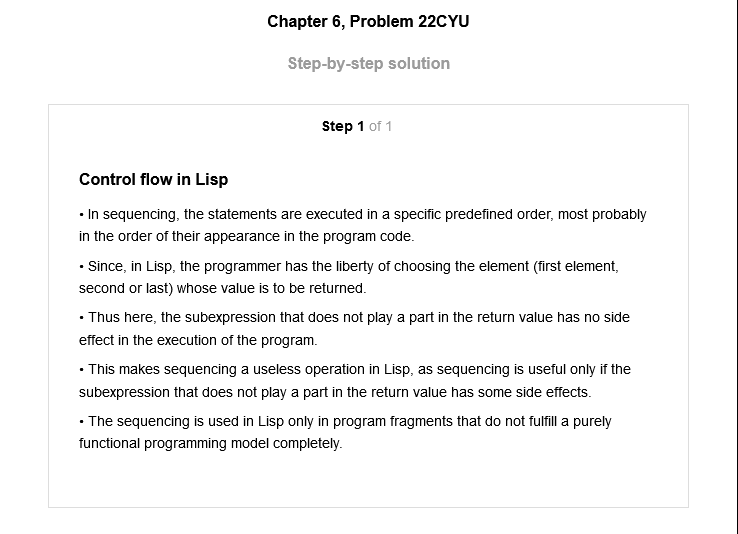 Chapter 6, Problem 22CYU
Step-by-step solution
Step 1 of 1
Control flow in Lisp
• In sequencing, the statements are executed in a specific predefined order, most probably
in the order of their appearance in the program code.
• Since, in Lisp, the programmer has the liberty of choosing the element (first element,
second or last) whose value is to be returned.
• Thus here, the subexpression that does not play a part in the return value has no side
effect in the execution of the program.
• This makes sequencing a useless operation in Lisp, as sequencing is useful only if the
subexpression that does not play a part in the return value has some side effects.
• The sequencing is used in Lisp only in program fragments that do not fulfill a purely
functional programming model completely.